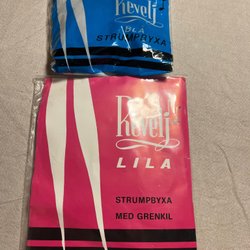 Revelj
BLÅ
STRUMPBYXA
Revelj
LILA
STRUMPBYXA
MED GRENKIL